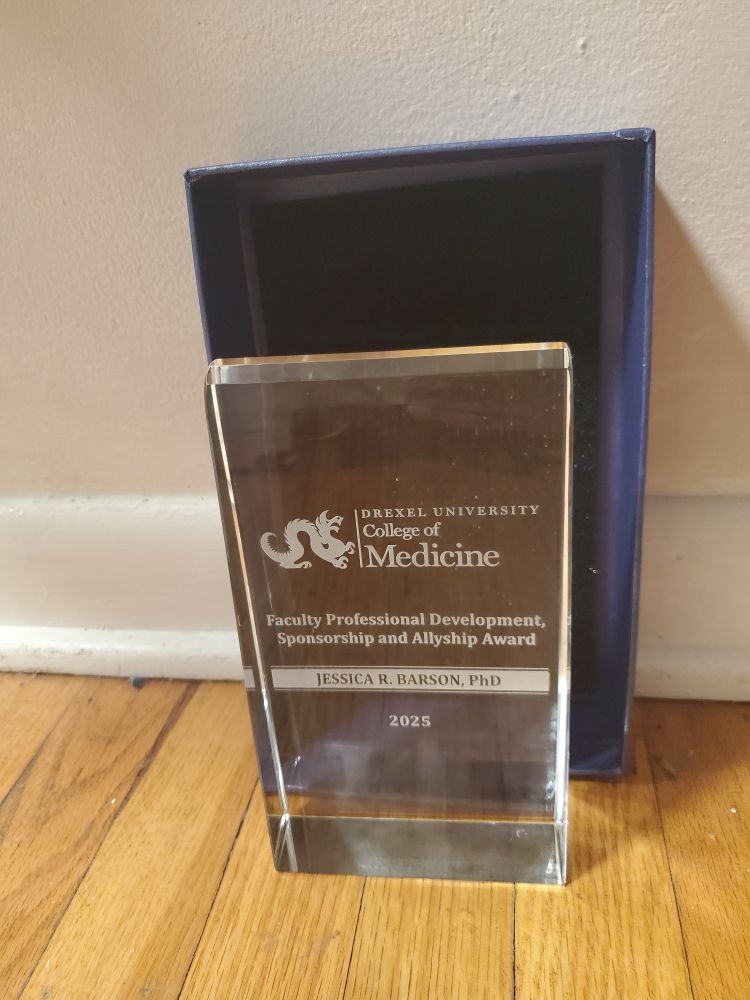 DREXEL UNIVERSITY
College of
Medicine
Faculty Professional Development,
Sponsorship and Allyship Award
JESSICA R. BARSON, PhD
2025